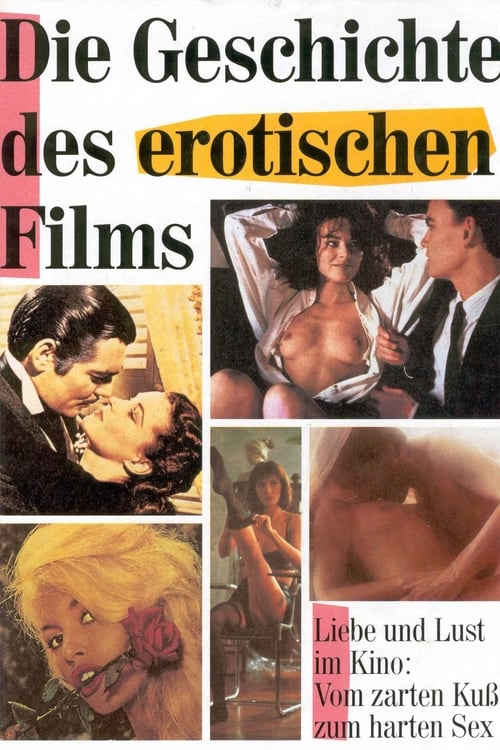 Die Geschichte
des erotischen
Films
Liebe und Lust
im Kino:
Vom zarten Kuß
zum harten Sex